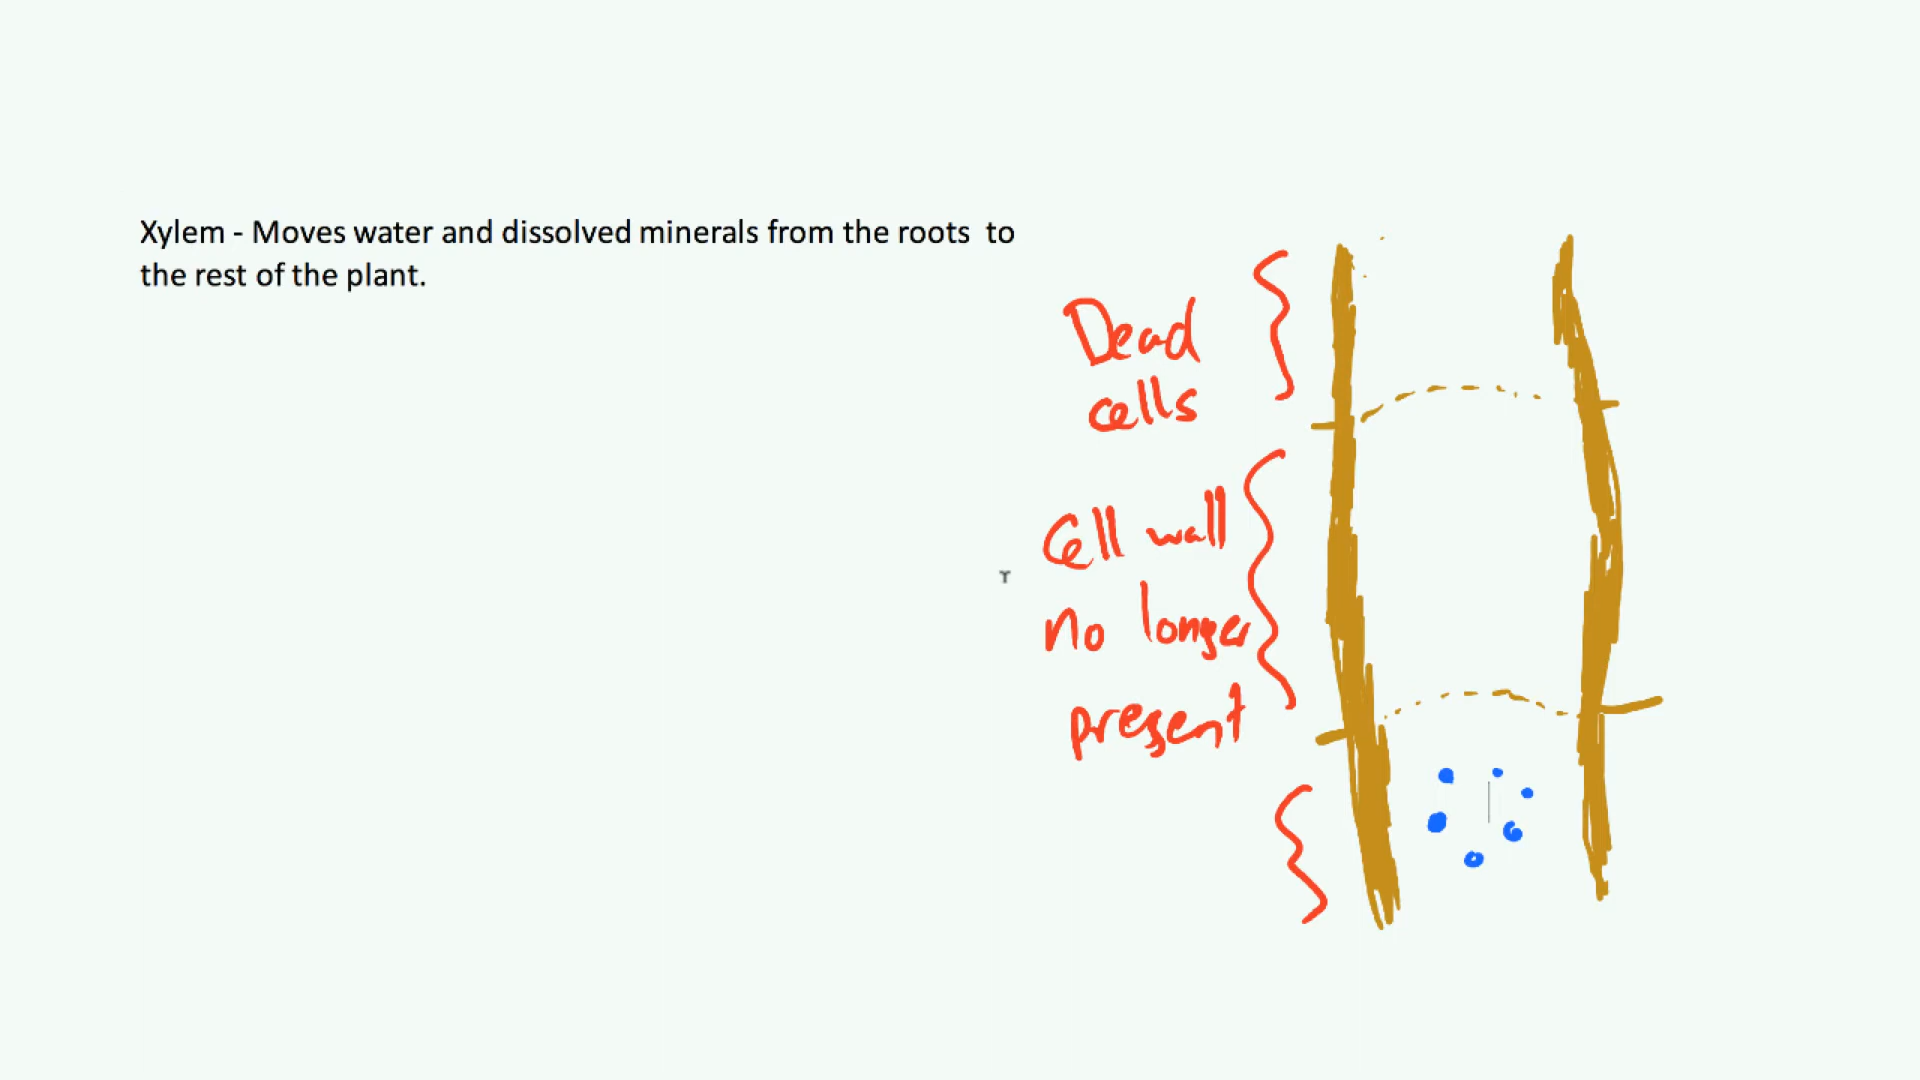 Xylem - Moves water and dissolved minerals from the roots to
the rest of the plant.
Dead
cells
Cell wall
no longer
present